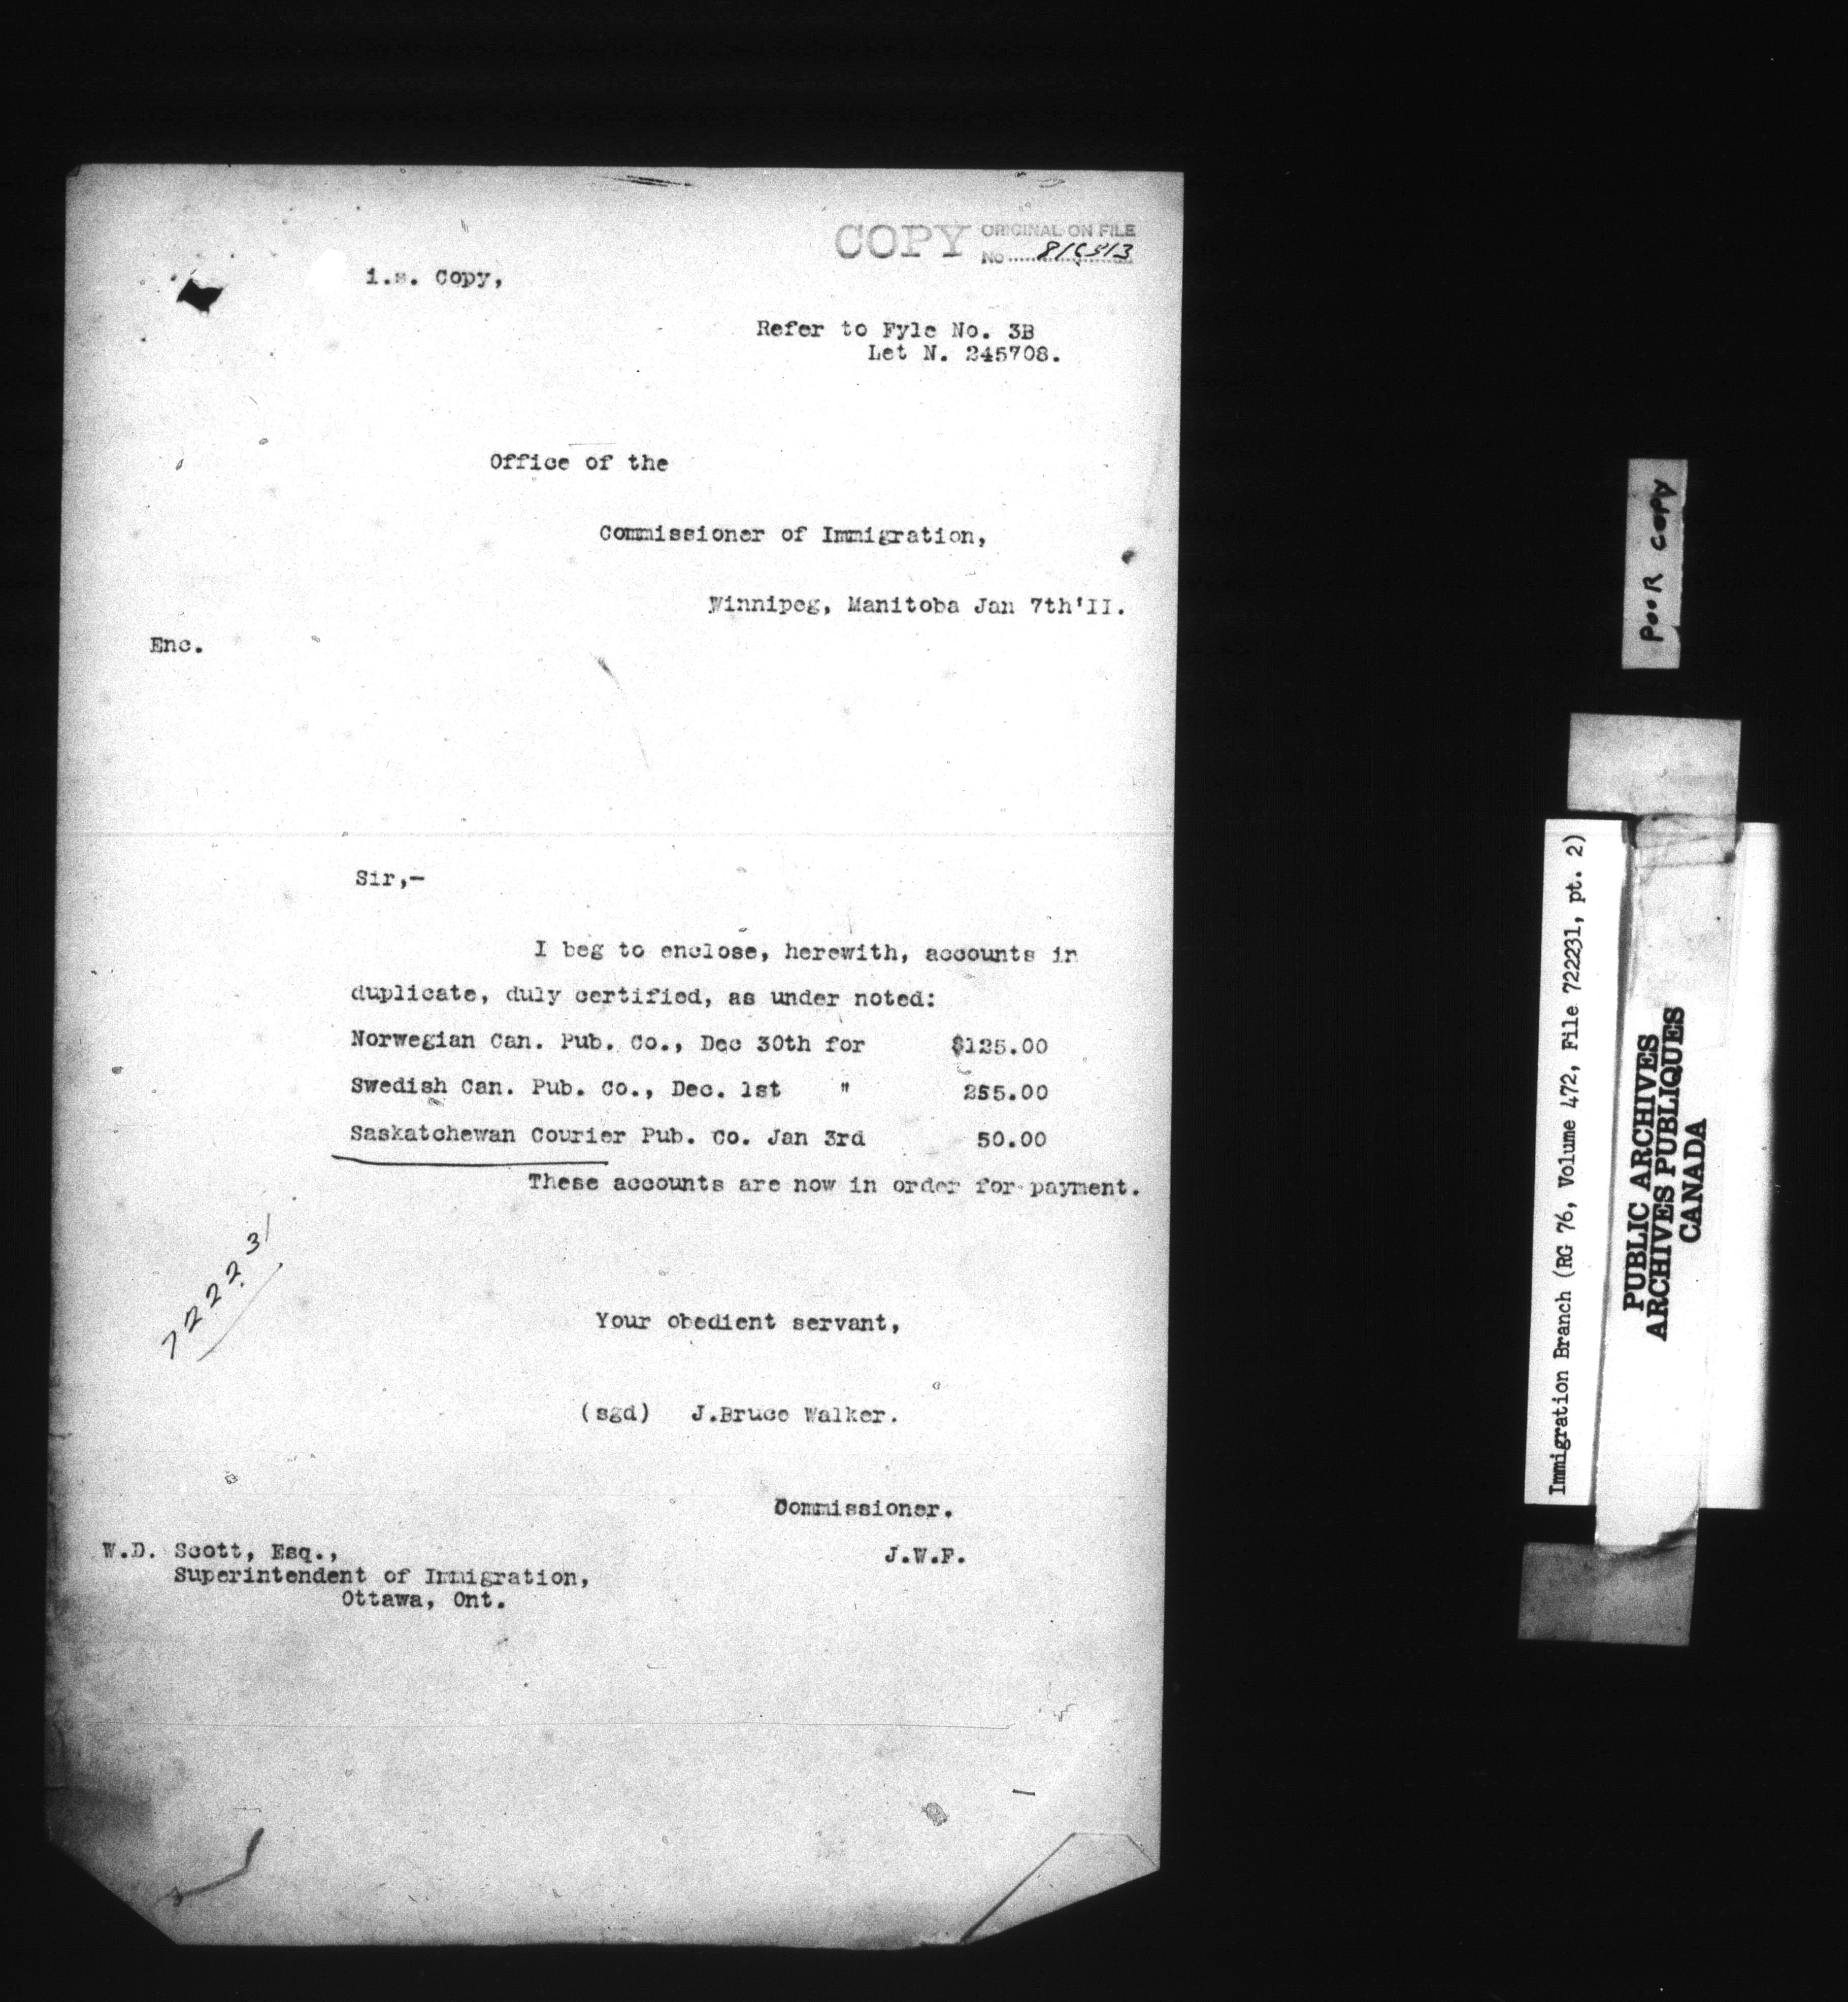 COPY ORIGINAL ON FILE
No 816513
i.s. Copy,
Refer to Fyle No. 3B
Let N. 245708.
Office of the
Commissioner of Immigration,
Winnipeg, Manitoba Jan 7th'II.
Enc.
Sir,-
I beg to enclose, herewith, accounts in
duplicate, duly certified, as under noted:
Norwegian Can. Pub. Co., Dec 30th for $125.00
Swedish Can. Pub. Co., Dec. 1st " 255.00
Saskatchewan Courier Pub. Co. Jan 3rd 50.00
These accounts are now in order for payment.
722231
Your obedient servant,
(sgd) J.Bruce Walker.
Commissioner.
J.W.F.
W.D. Scott, Esq.,
Superintendent of Immigration,
Ottawa, Ont.
POOR COPY
Immigration Branch (RG 76, Volume 472, File 722231, pt. 2)
PUBLIC ARCHIVES
ARCHIVES PUBLIQUES
CANADA